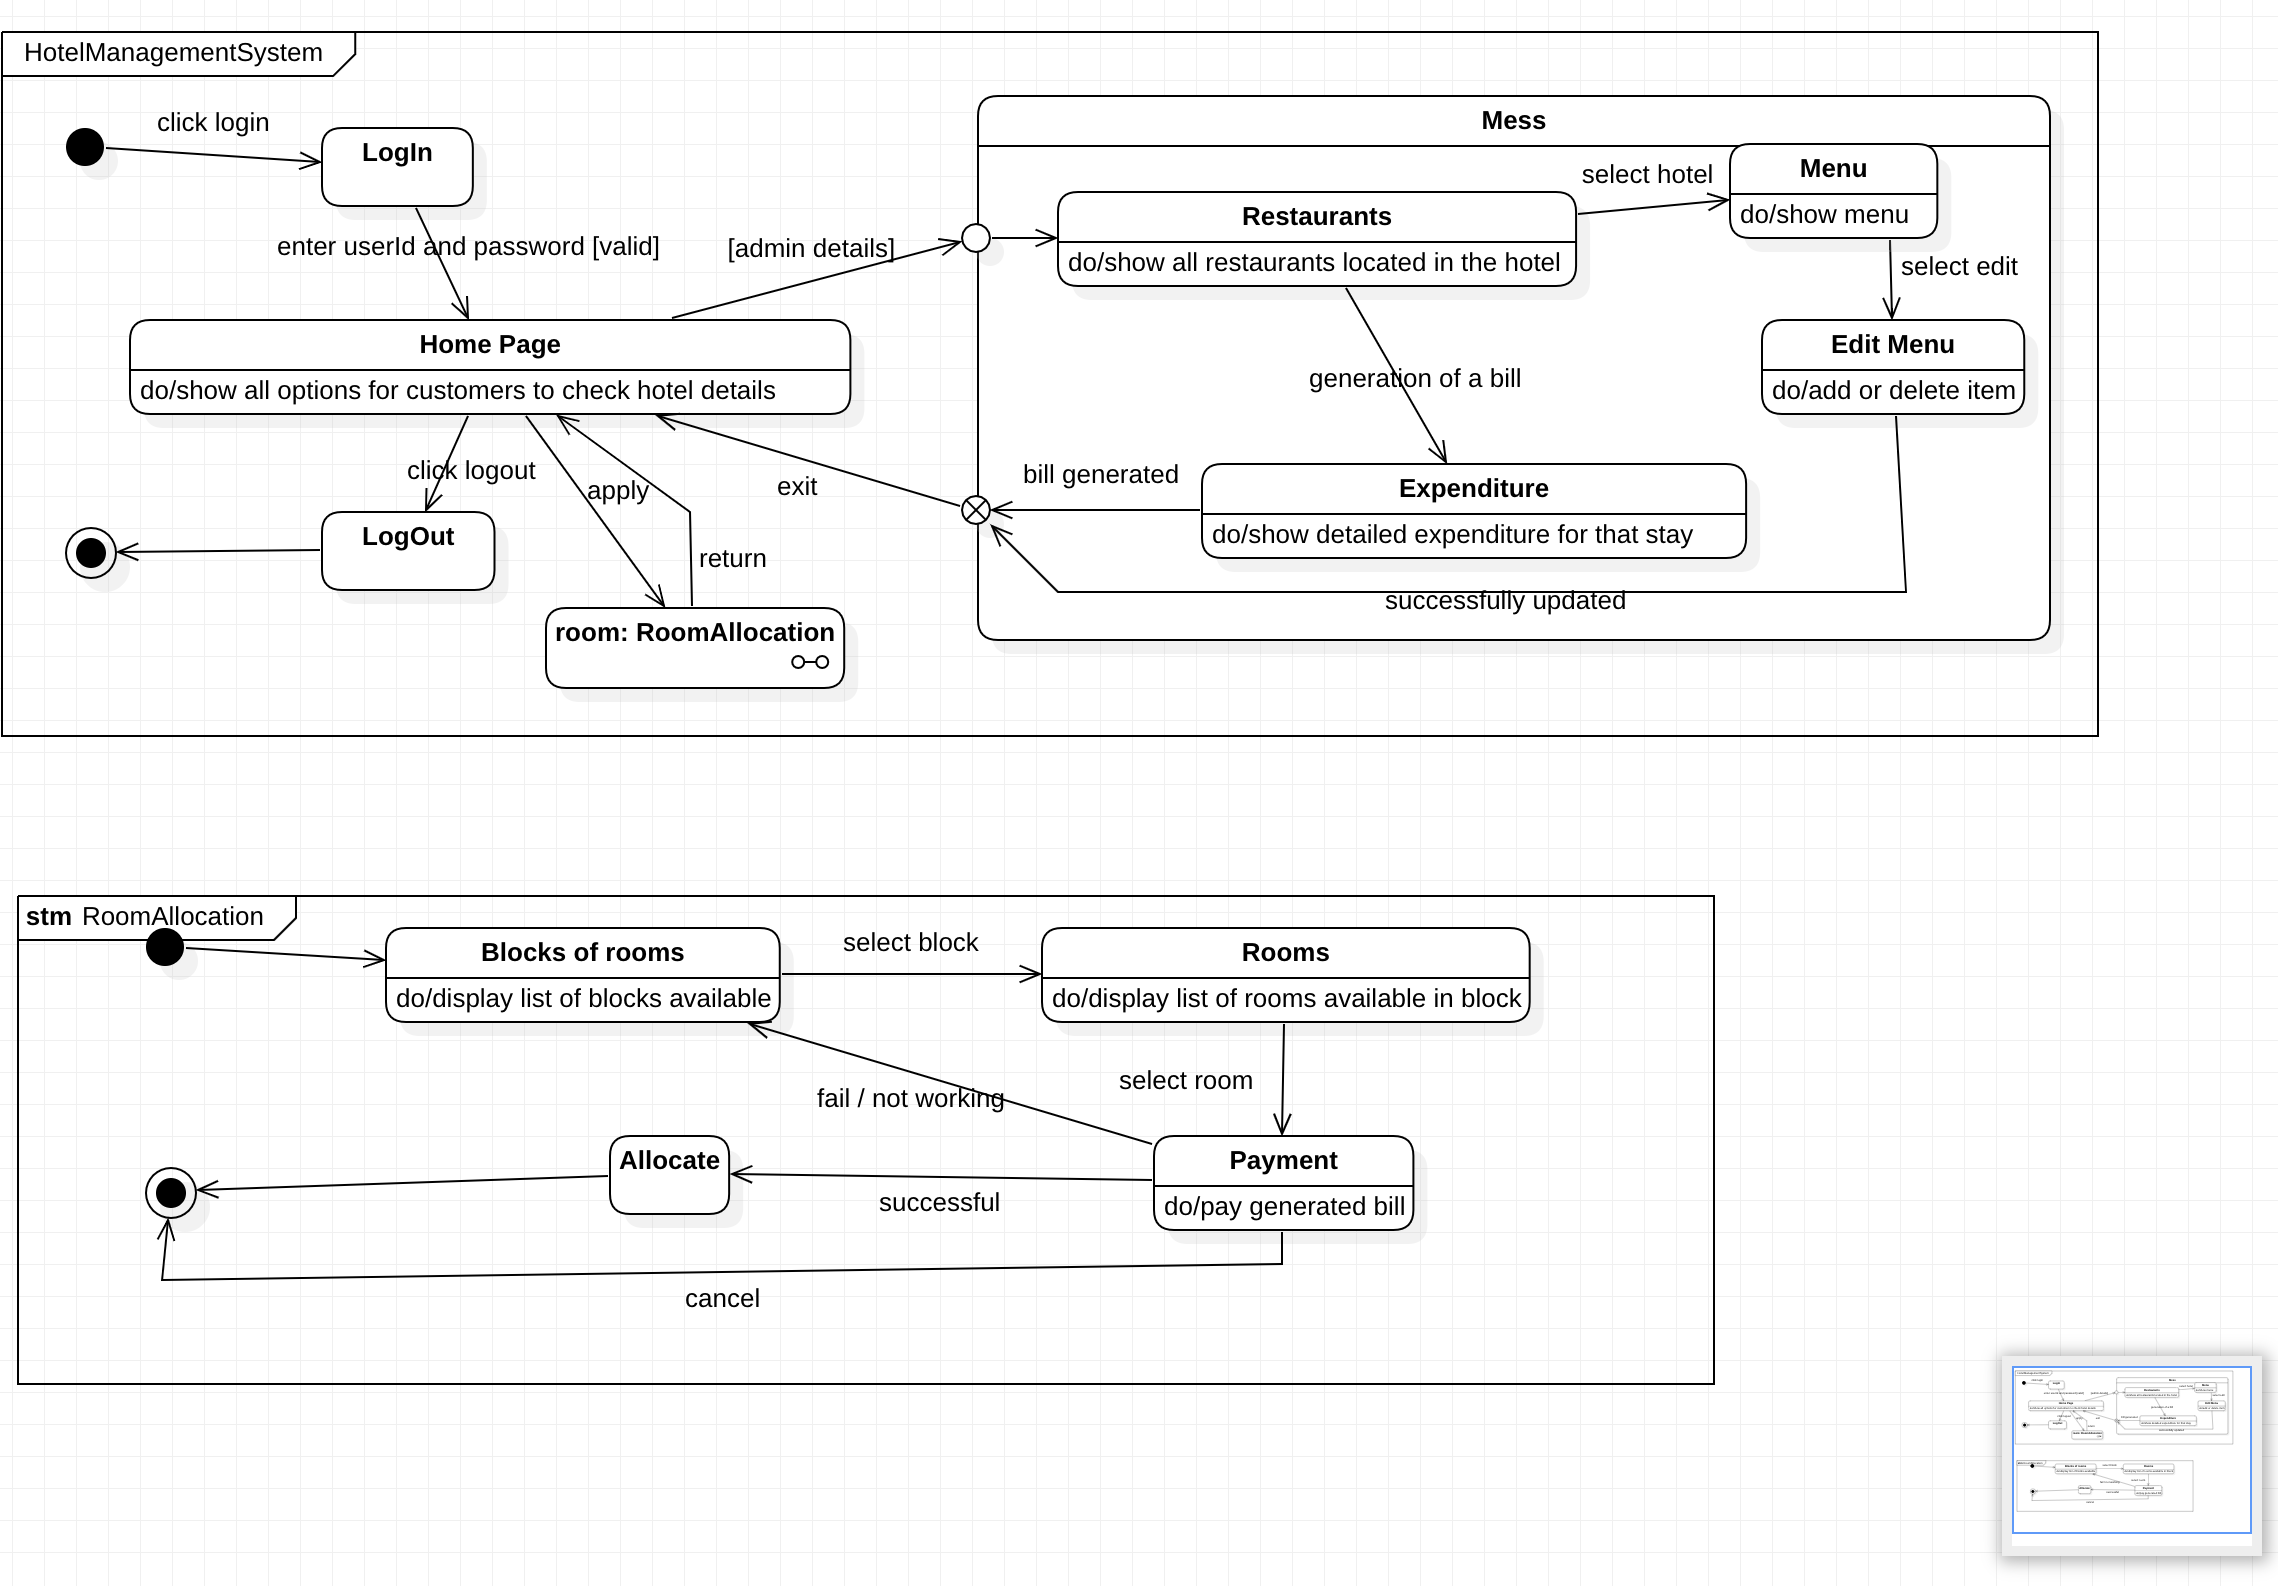 HotelManagementSystem
click login
LogIn
enter userId and password [valid]
[admin details]
Home Page
do/show all options for customers to check hotel details
click logout
apply
exit
return
LogOut
room: RoomAllocation
Mess
Restaurants
do/show all restaurants located in the hotel
select hotel
Menu
do/show menu
select edit
Edit Menu
do/add or delete item
generation of a bill
bill generated
Expenditure
do/show detailed expenditure for that stay
successfully updated
stm RoomAllocation
Blocks of rooms
do/display list of blocks available
select block
Rooms
do/display list of rooms available in block
select room
fail / not working
Allocate
successful
Payment
do/pay generated bill
cancel